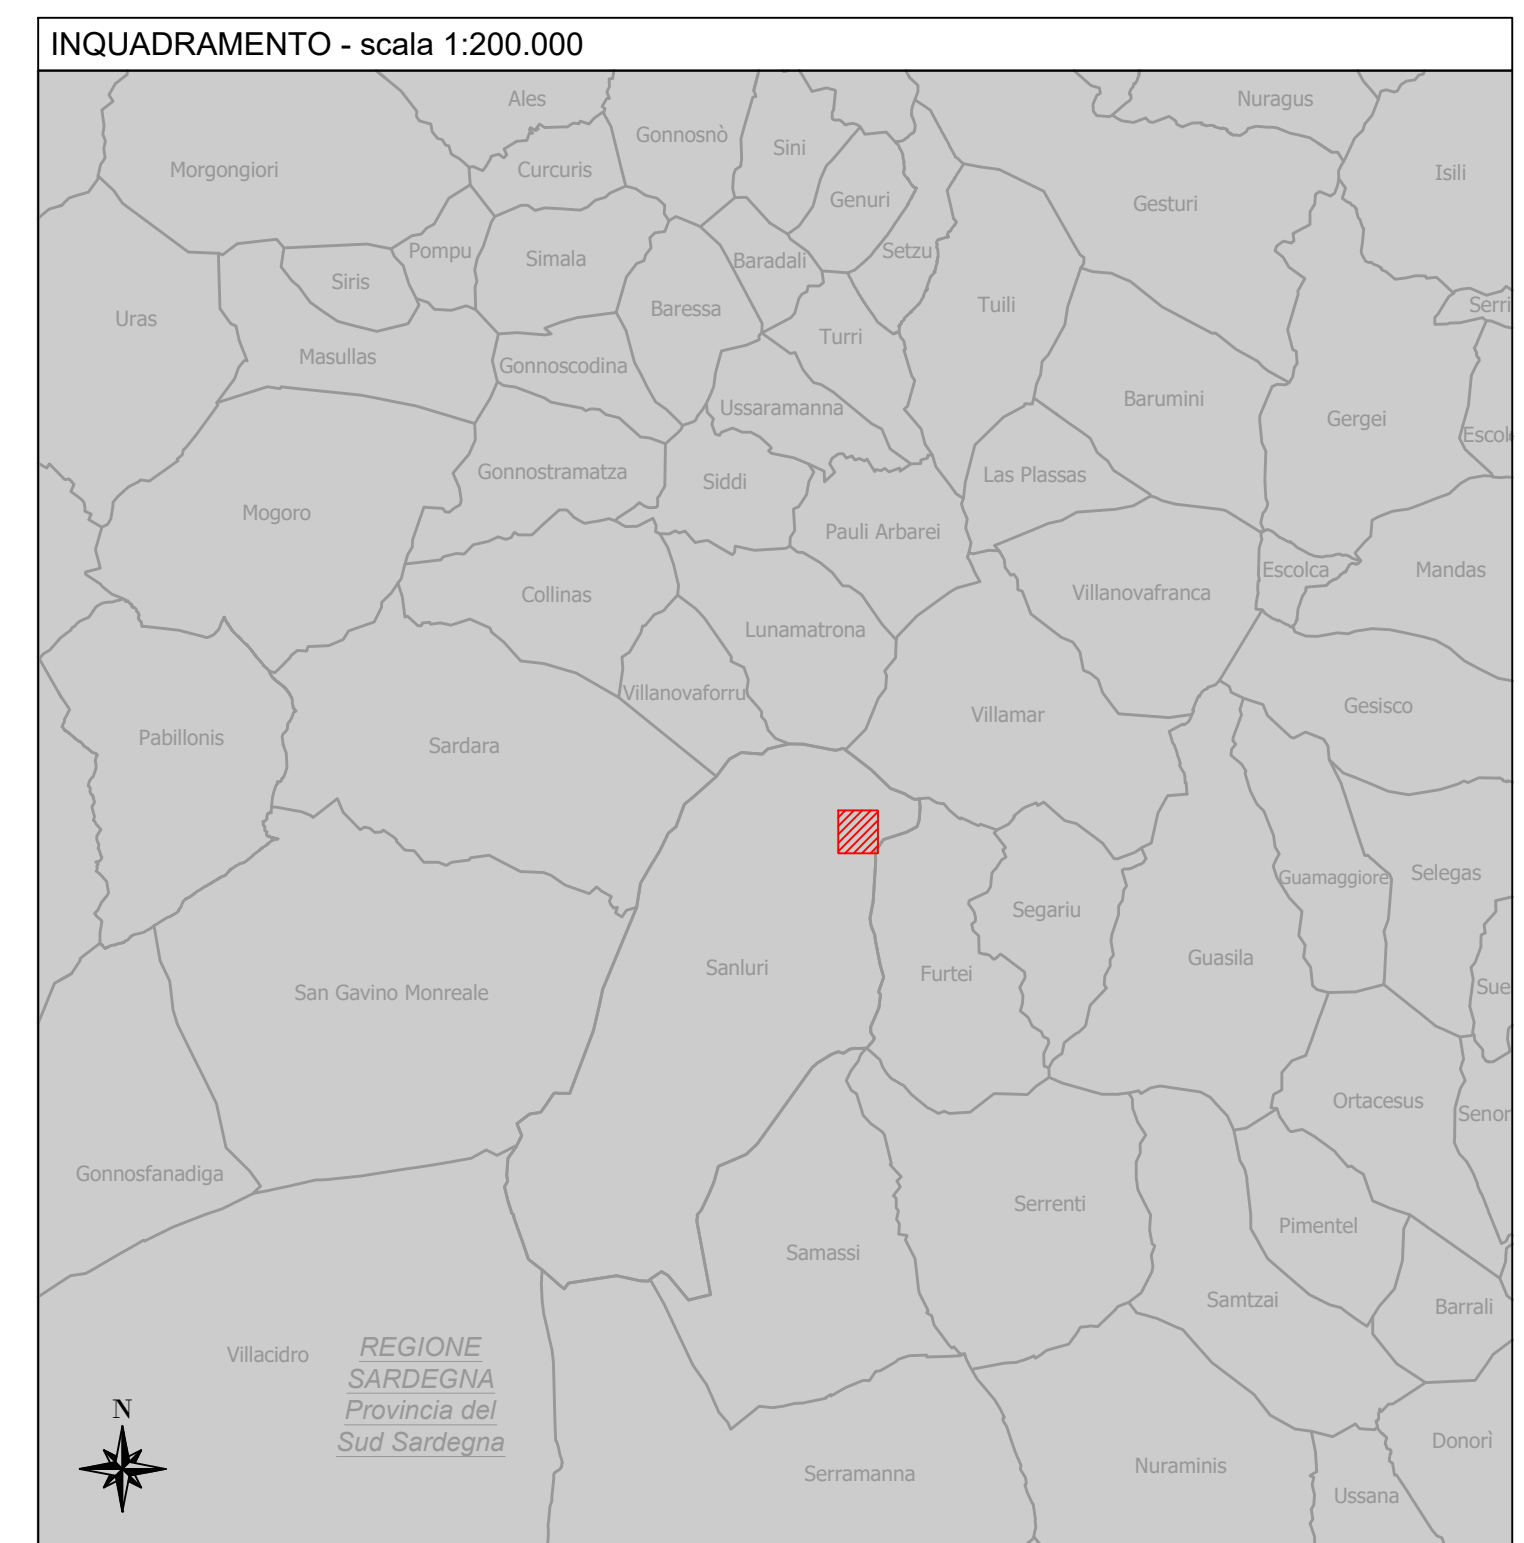 INQUADRAMENTO - scala 1:200.000
Ales
Nuragus
Gonnosnò
Sini
Morgongiori
Curcuris
Isili
Genuri
Gesturi
Pompu
Setzu
Simala
Baradali
Siris
Uras
Baressa
Tuili
Serri
Turri
Masullas
Gonnoscodina
Barumini
Ussaramanna
Gergei
Escol
Gonnostramatza
Siddi
Las Plassas
Mogoro
Pauli Arbarei
Escolca
Mandas
Collinas
Villanovafranca
Lunamatrona
Villanovaforru
Gesisco
Villamar
Pabillonis
Sardara
Guamaggiore
Selegas
Segariu
Guasila
Sanluri
Furtei
San Gavino Monreale
Sue
Ortacesus
Senor
Gonnosfanadiga
Serrenti
Pimentel
Samassi
Samtzai
Barrali
Villacidro
REGIONE
SARDEGNA
Provincia del
Sud Sardegna
N
Donorì
Nuraminis
Serramanna
Ussana